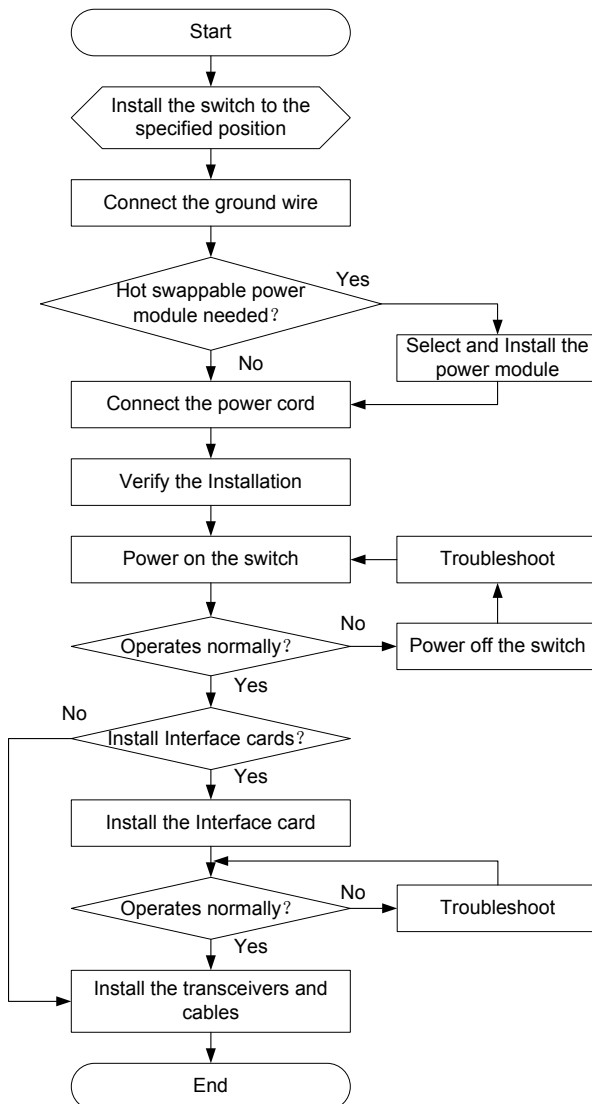 Start
Install the switch to the
specified position
Connect the ground wire
Yes
Hot swappable power
module needed？
Select and Install the
power module
No
Connect the power cord
Verify the Installation
Power on the switch
Troubleshoot
No
Operates normally？
Power off the switch
Yes
No
Install Interface cards？
Yes
Install the Interface card
No
Operates normally？
Troubleshoot
Yes
Install the transceivers and
cables
End